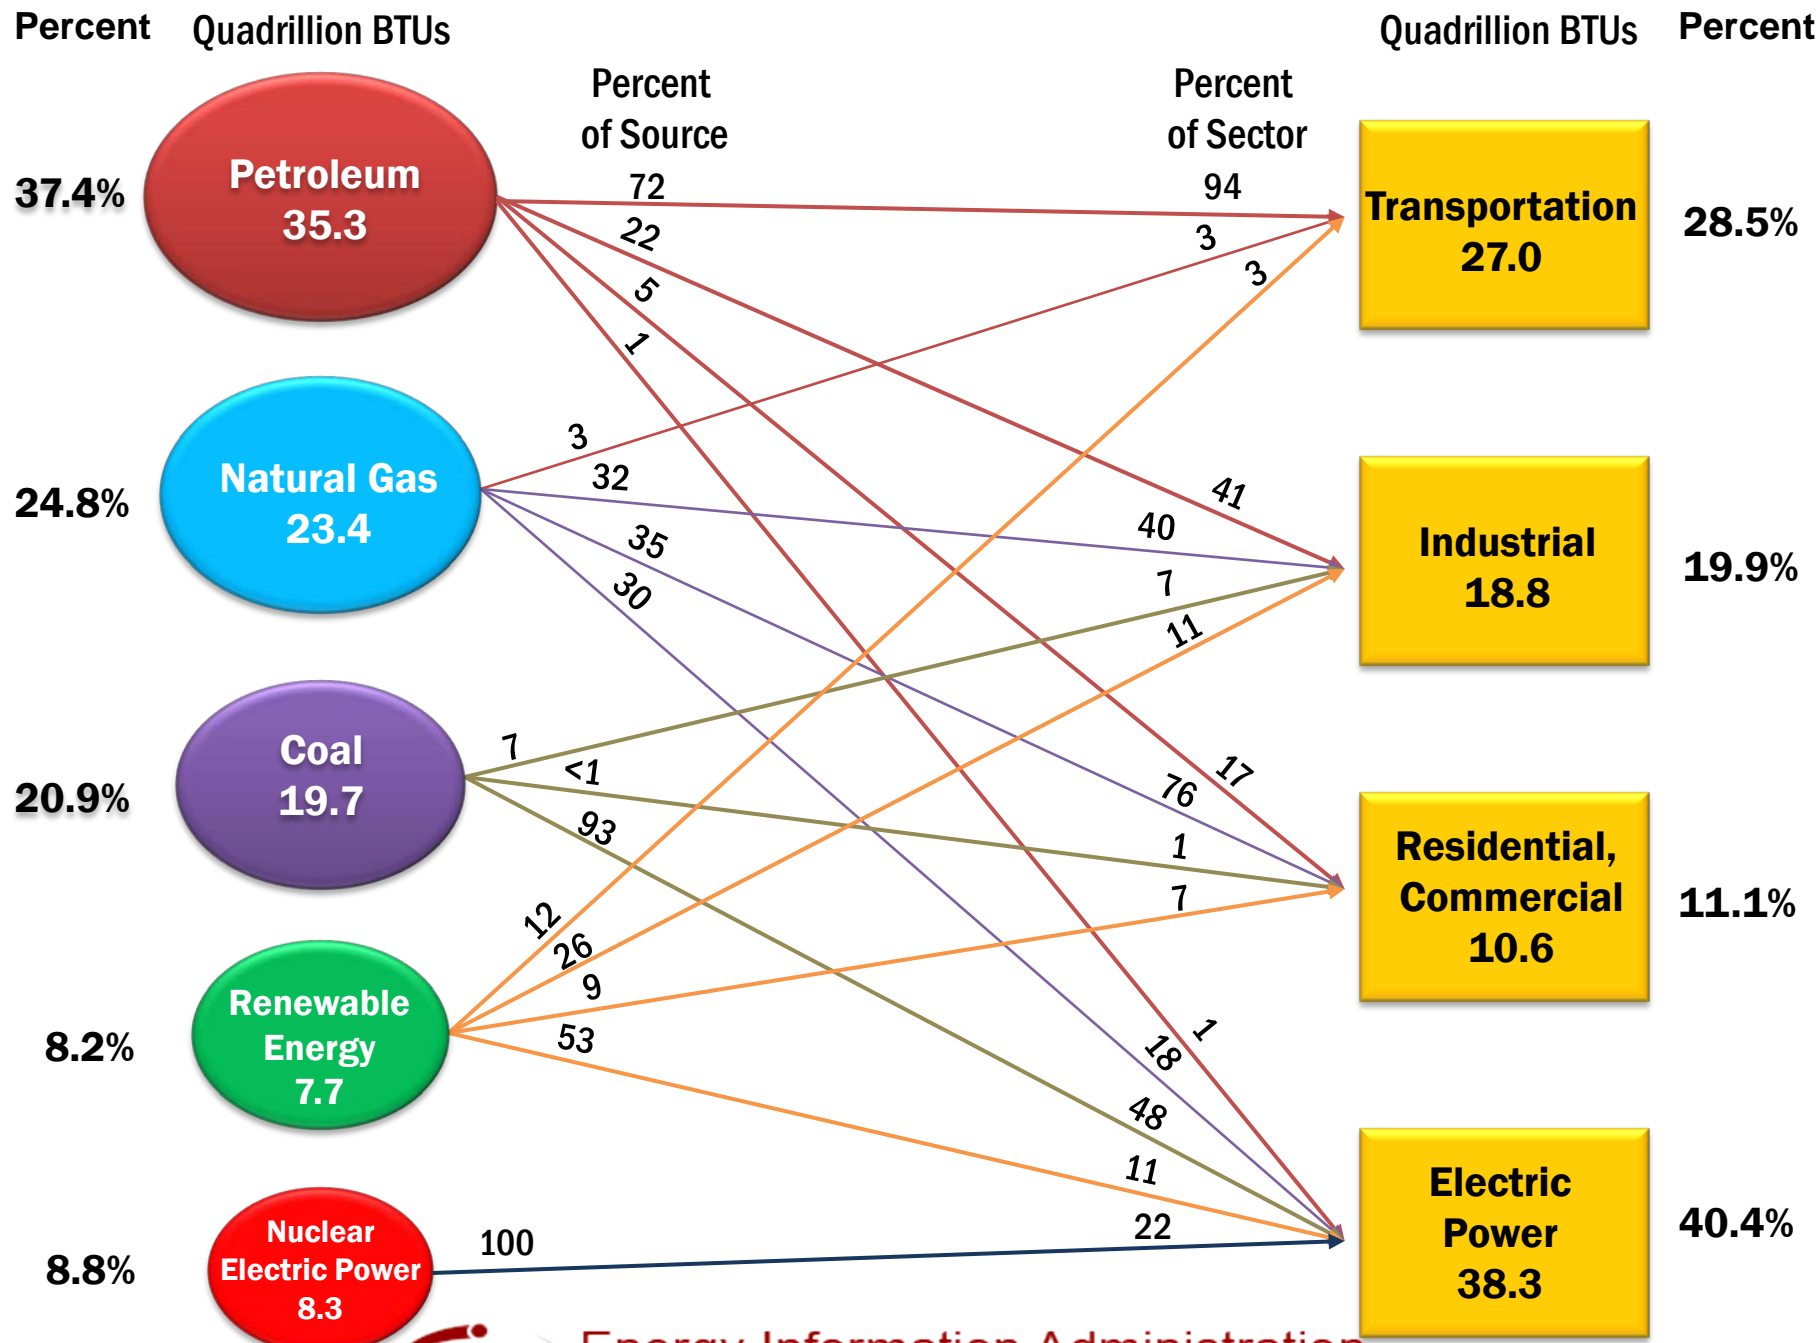 Percent
Quadrillion BTUs
Quadrillion BTUs
Percent
Percent
of Source
Percent
of Sector
37.4%
Petroleum
35.3
72
22
5
1
94
3
3
Transportation
27.0
28.5%
24.8%
Natural Gas
23.4
3
32
35
30
41
40
7
11
Industrial
18.8
19.9%
20.9%
Coal
19.7
7
<1
93
17
76
1
7
Residential,
Commercial
10.6
11.1%
8.2%
Renewable
Energy
7.7
12
26
9
53
1
18
48
11
22
Electric
Power
38.3
40.4%
8.8%
Nuclear
Electric Power
8.3
100
Energy Information Administration